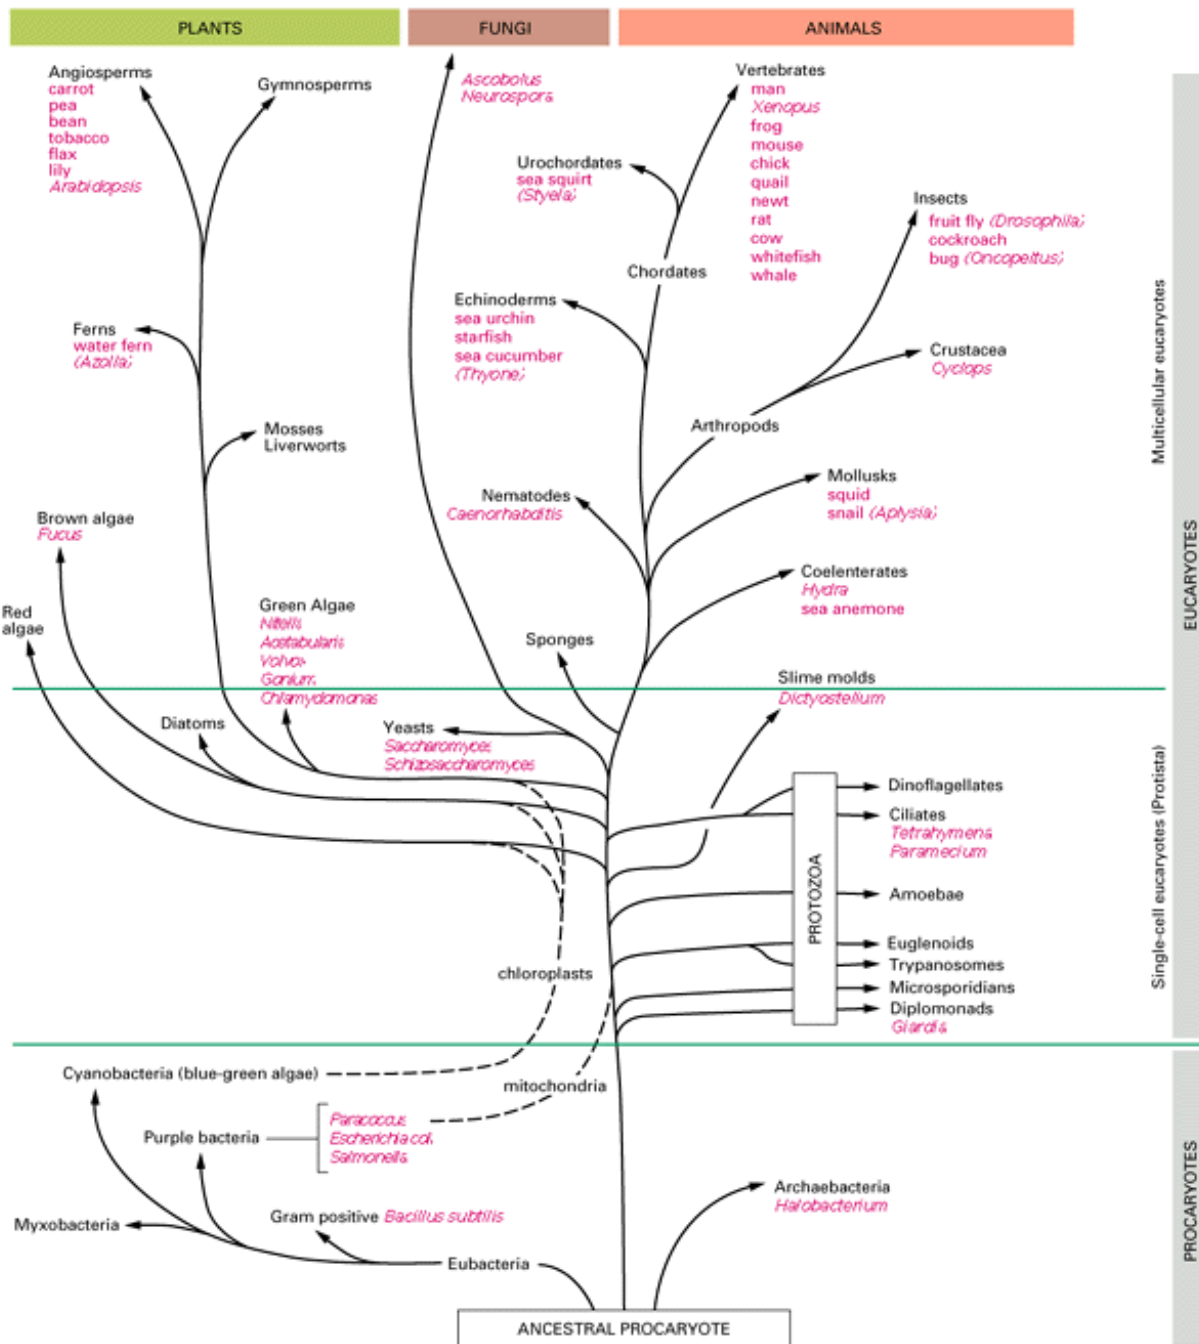 PLANTS
FUNGI
ANIMALS
Angiosperms
carrot
pea
bean
tobacco
flax
lily
Arabidopsis
Gymnosperms
Ascobolus
Neurospora
Vertebrates
man
Xenopus
frog
mouse
chick
quail
newt
rat
cow
whitefish
whale
Urochordates
sea squirt
(Styela)
Insects
fruit fly (Drosophila)
cockroach
bug (Oncopeltus)
Chordates
Echinoderms
sea urchin
starfish
sea cucumber
(Thyone)
Ferns
water fern
(Azolla)
Crustacea
Cyclops
Mosses
Liverworts
Arthropods
Multicellular eucaryotes
Mollusks
squid
snail (Aplysia)
Nematodes
Caenorhabditis
Brown algae
Fucus
Coelenterates
Hydra
sea anemone
EUCARYOTES
Red
algae
Green Algae
Nitella
Acetabularia
Volvox
Gonium
Chlamydomonas
Sponges
Slime molds
Dictyostelium
Diatoms
Yeasts
Saccharomyces
Schizosaccharomyces
Dinoflagellates
Ciliates
Tetrahymena
Paramecium
PROTOZOA
Amoebae
Euglenoids
Trypanosomes
Microsporidians
Diplomonads
Giardia
Single-cell eucaryotes (Protista)
chloroplasts
Cyanobacteria (blue-green algae)
mitochondria
Purple bacteria
Paracoccus
Escherichia coli
Salmonella
Archaebacteria
Halobacterium
Myxobacteria
Gram positive Bacillus subtilis
Eubacteria
PROCARYOTES
ANCESTRAL PROCARYOTE